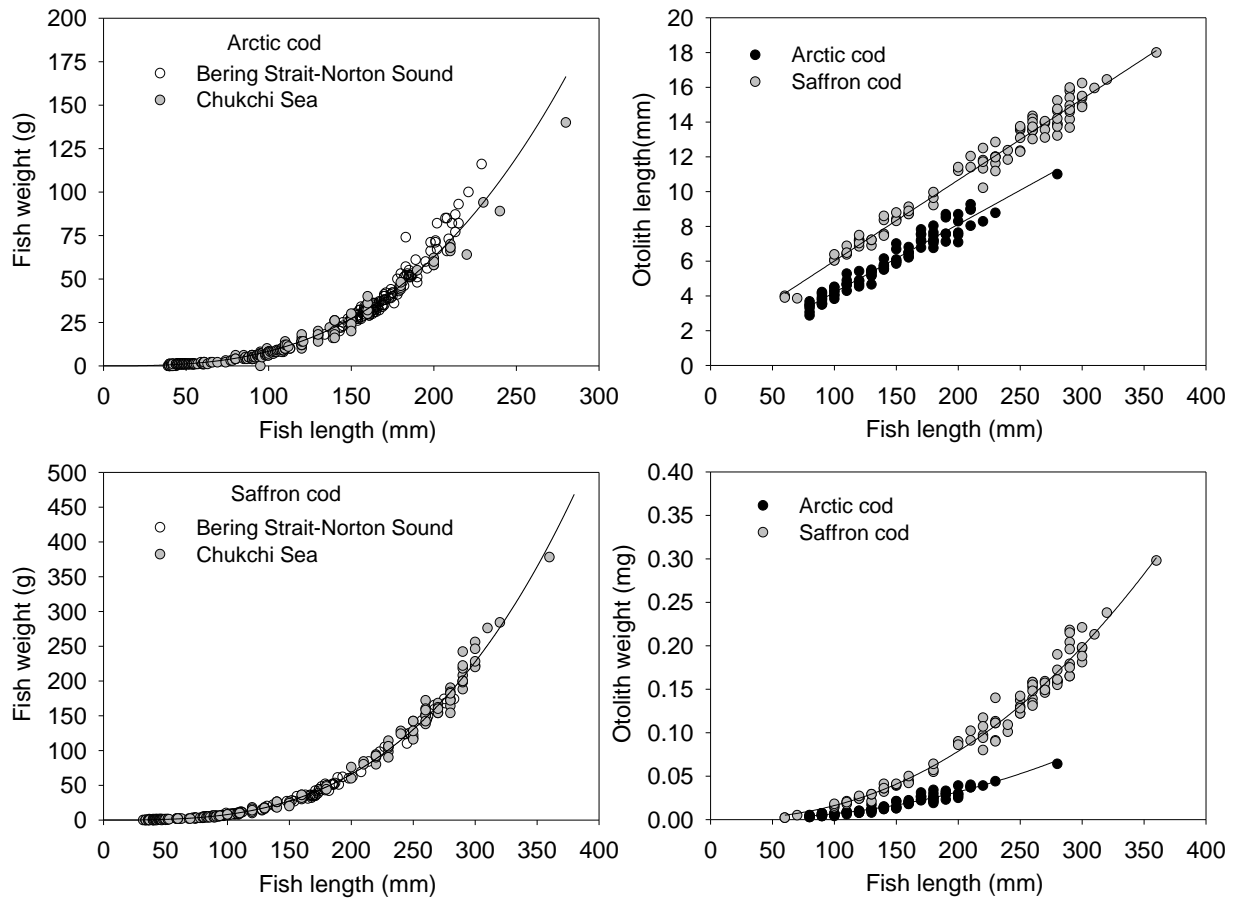 Arctic cod
Bering Strait-Norton Sound
Chukchi Sea
Fish weight (g)
200
175
150
125
100
75
50
25
0
0 50 100 150 200 250 300
Fish length (mm)
Arctic cod
Saffron cod
Otolith length(mm)
20
18
16
14
12
10
8
6
4
2
0
0 50 100 150 200 250 300 350 400
Fish length (mm)
Saffron cod
Bering Strait-Norton Sound
Chukchi Sea
Fish weight (g)
500
450
400
350
300
250
200
150
100
50
0
0 50 100 150 200 250 300 350 400
Fish length (mm)
Arctic cod
Saffron cod
Otolith weight (mg)
0.40
0.35
0.30
0.25
0.20
0.15
0.10
0.05
0.00
0 50 100 150 200 250 300 350 400
Fish length (mm)